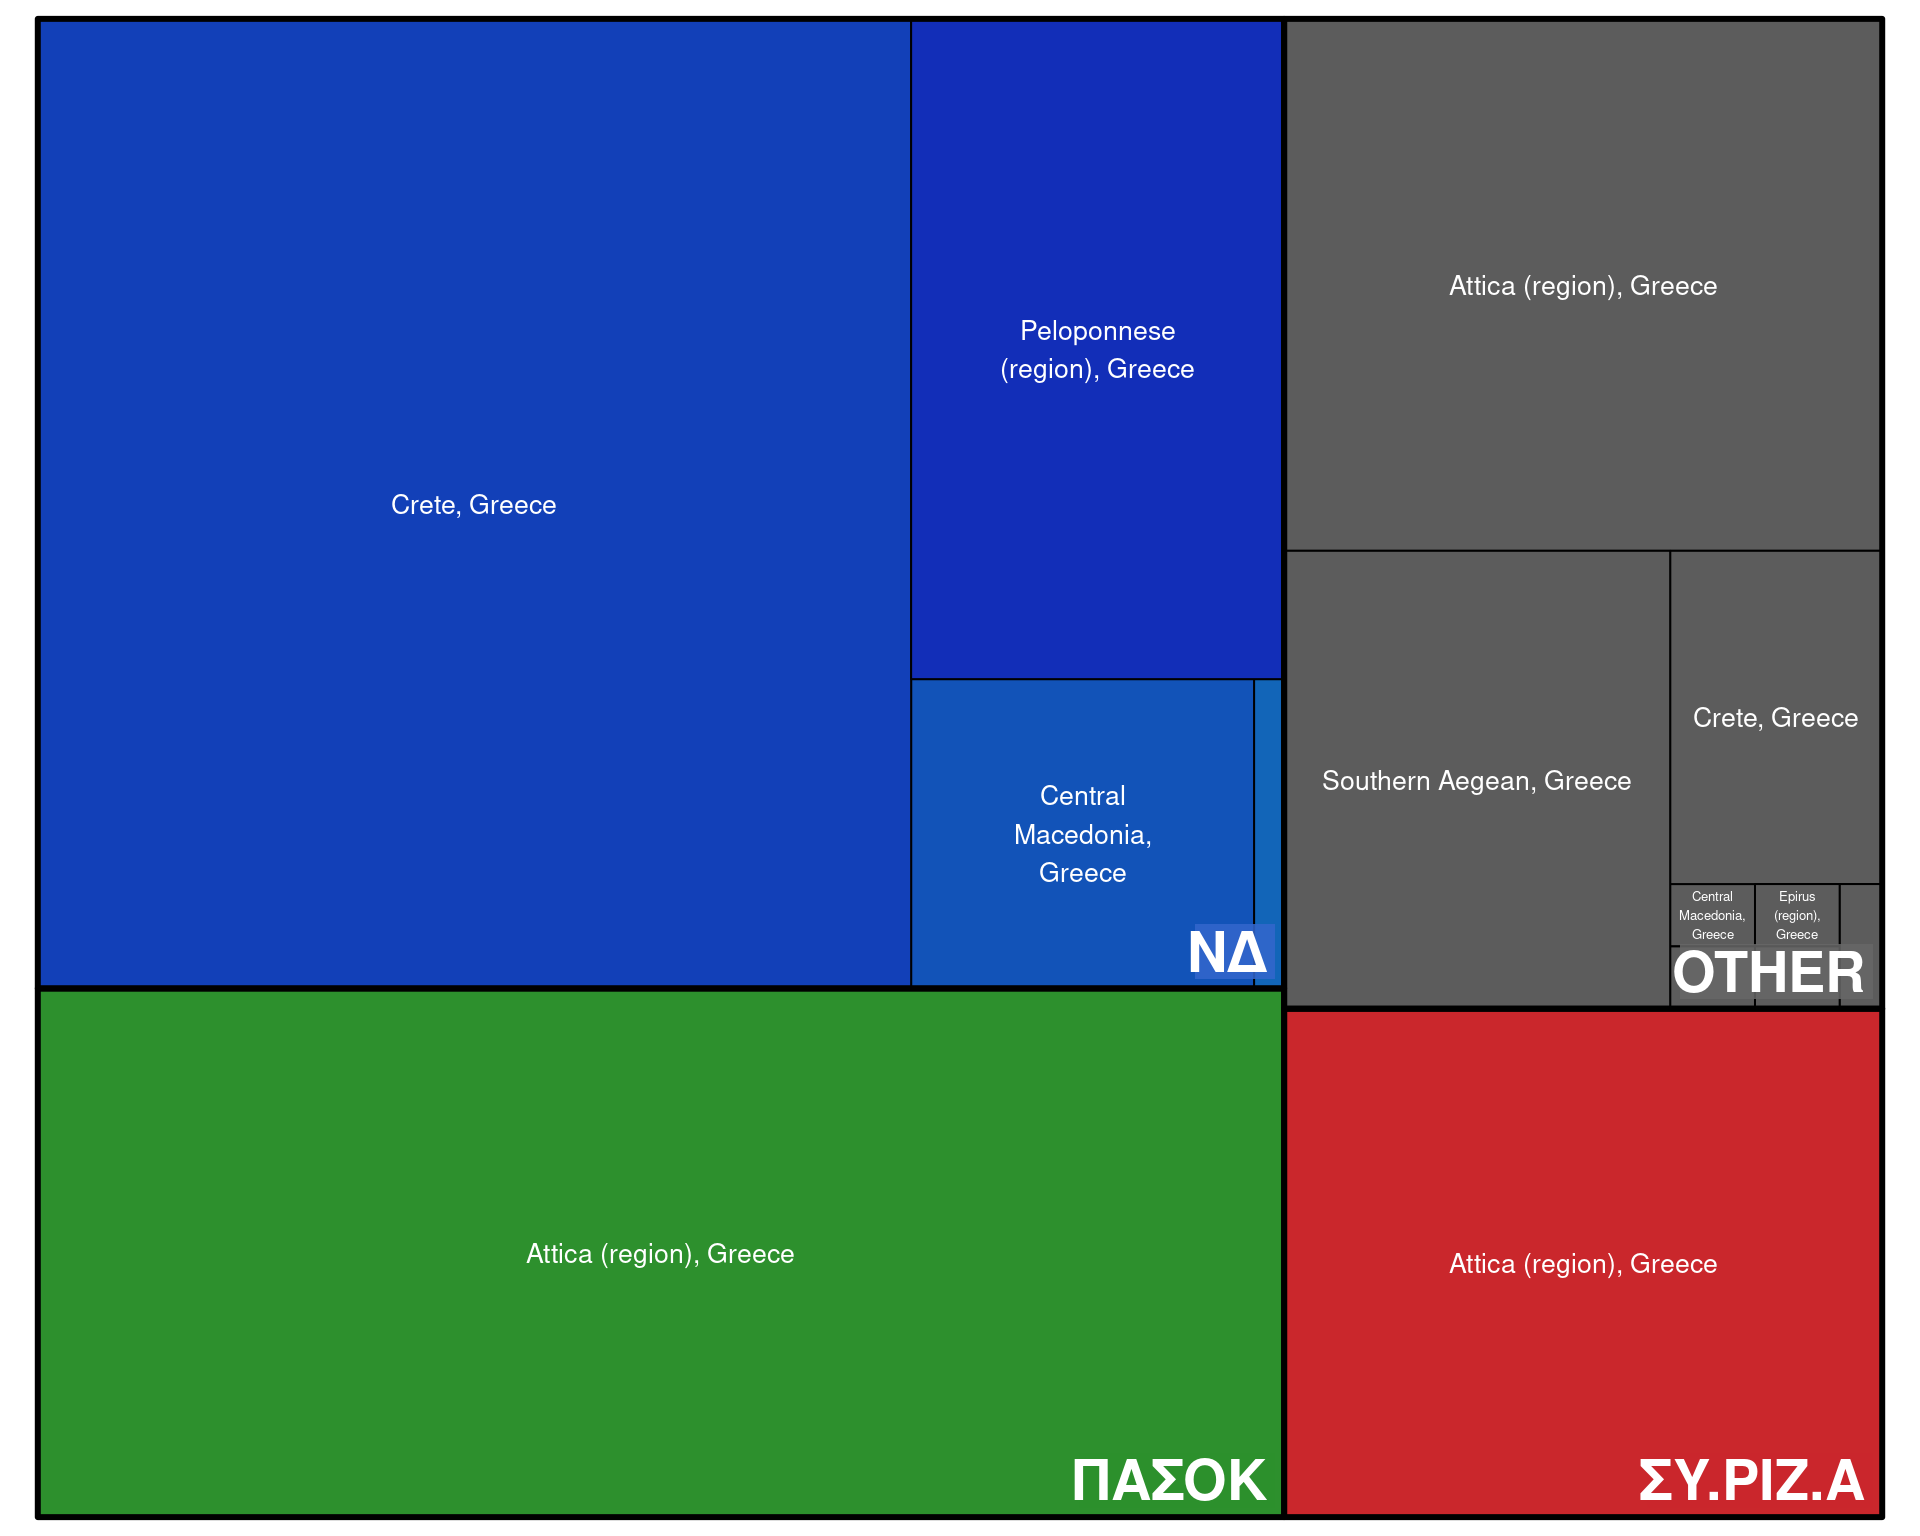 Crete, Greece
Peloponnese
(region), Greece
Central
Macedonia,
Greece
ΝΔ
Attica (region), Greece
Southern Aegean, Greece
Crete, Greece
Central
Macedonia,
Greece
Epirus
(region),
Greece
OTHER
Attica (region), Greece
ΠΑΣΟΚ
Attica (region), Greece
ΣΥ.ΡΙΖ.Α